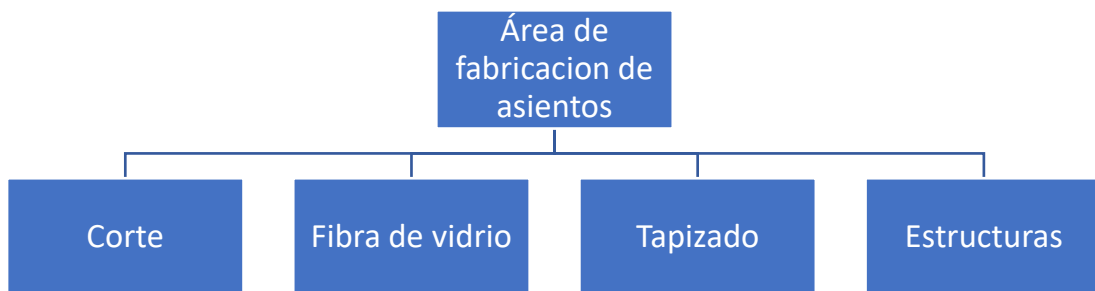 Área de
fabricacion de
asientos
Corte
Fibra de vidrio
Tapizado
Estructuras